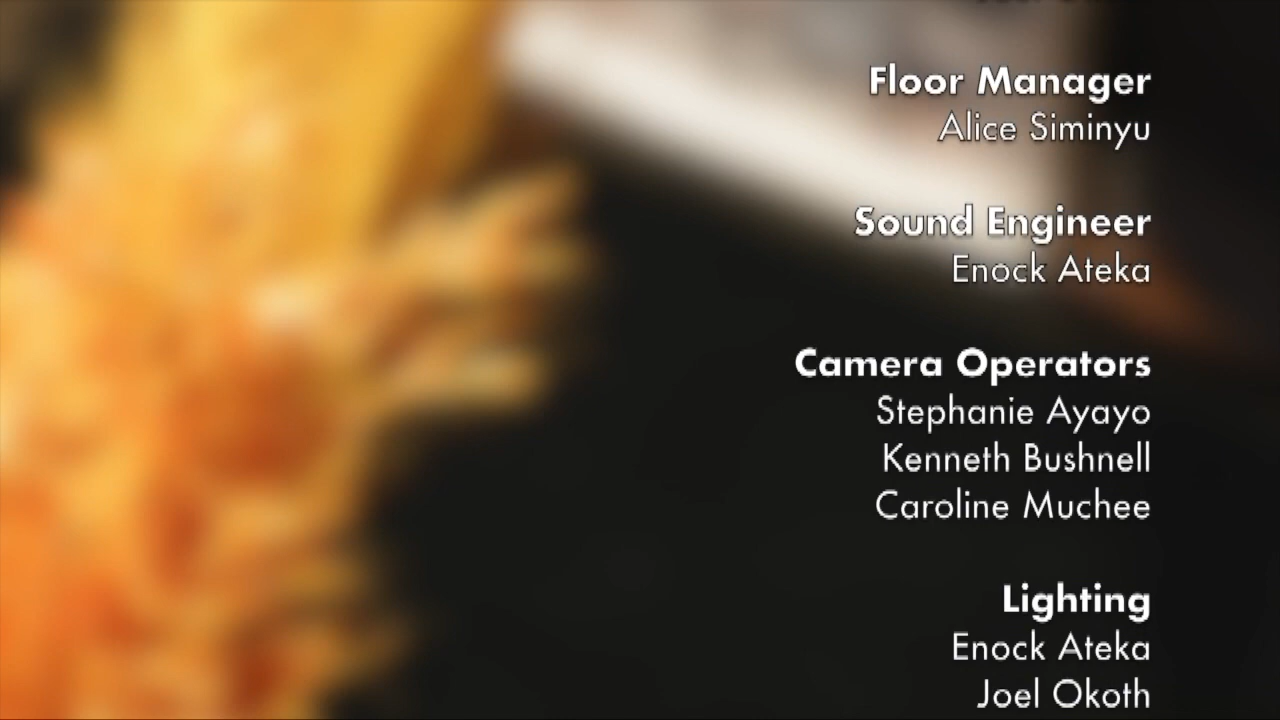 Floor Manager
Alice Siminyu
Sound Engineer
Enock Ateka
Camera Operators
Stephanie Ayayo
Kenneth Bushnell
Caroline Muchee
Lighting
Enock Ateka
Joel Okoth